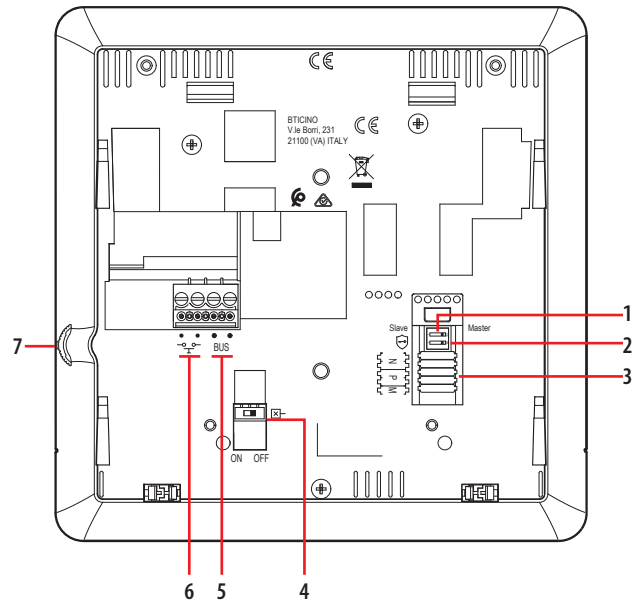 BTICINO
V.le Borri, 231
21100 (VA) ITALY
CE
CE
Slave
Master
1
2
3
N
P
M
7
BUS
ON OFF
6
5
4